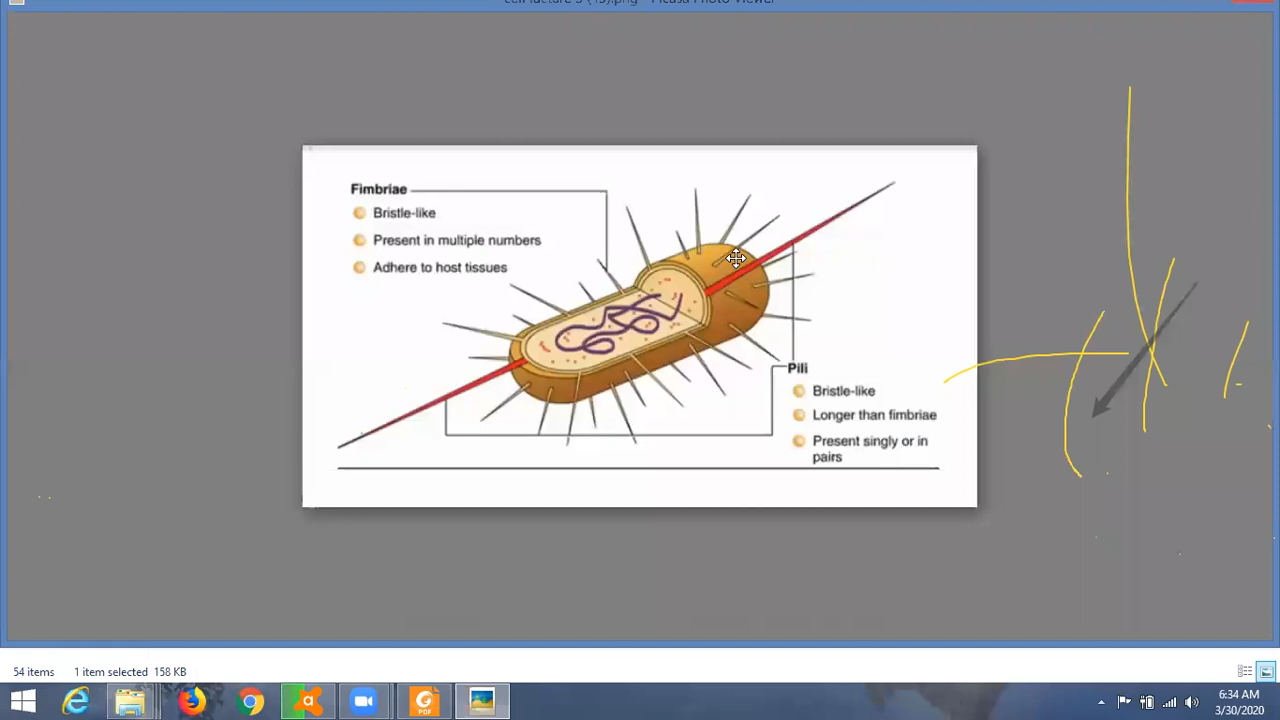 Fimbriae
Bristle-like
Present in multiple numbers
Adhere to host tissues
Pili
Bristle-like
Longer than fimbriae
Present singly or in
pairs
54 items 1 item selected 158 KB
PDF
6:34 AM
3/30/2020